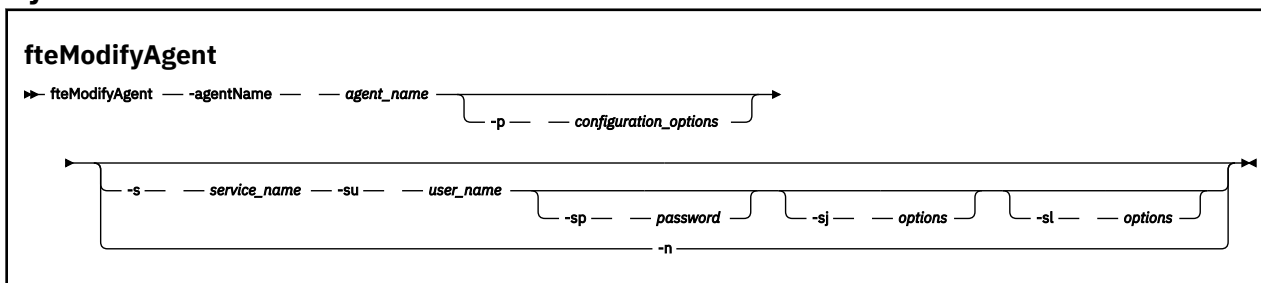 fteModifyAgent
fteModifyAgent -agentName agent_name
-p configuration_options
-s service_name -su user_name
-sp password -sj options -sl options
-n